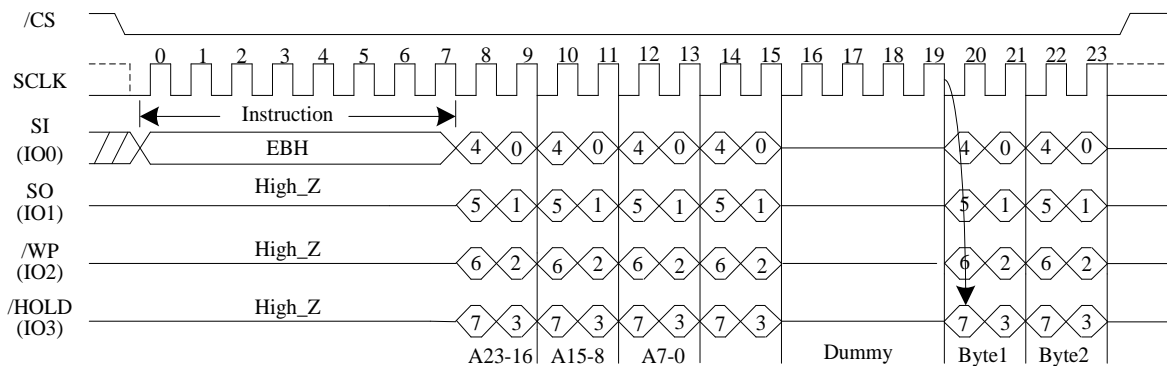 /CS
0 1 2 3 4 5 6 7 8 9 10 11 12 13 14 15 16 17 18 19 20 21 22 23
SCLK
Instruction
SI
(IO0)
EBH
4 0 4 0 4 0 4 0 4 0 4 0
High_Z
SO
(IO1)
5 1 5 1 5 1 5 1 5 1 5 1
High_Z
/WP
(IO2)
6 2 6 2 6 2 6 2 6 2 6 2
High_Z
/HOLD
(IO3)
7 3 7 3 7 3 7 3 7 3 7 3
A23-16 A15-8 A7-0 Dummy Byte1 Byte2